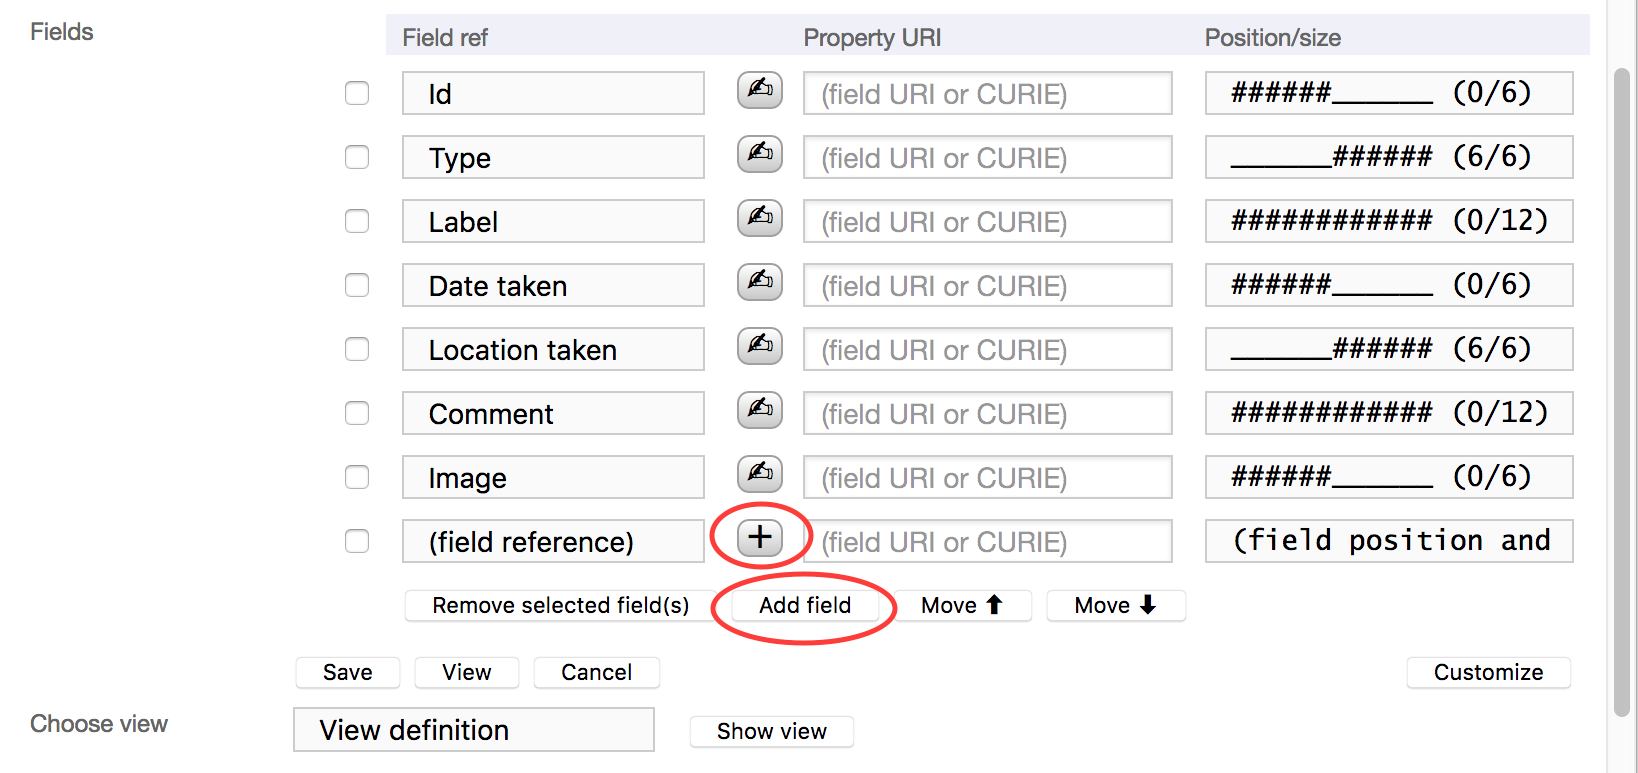 Fields
Field ref Property URI Position/size
Id ✍ (field URI or CURIE) ######______ (0/6)
Type ✍ (field URI or CURIE) ______###### (6/6)
Label ✍ (field URI or CURIE) ############ (0/12)
Date taken ✍ (field URI or CURIE) ######______ (0/6)
Location taken ✍ (field URI or CURIE) ______###### (6/6)
Comment ✍ (field URI or CURIE) ############ (0/12)
Image ✍ (field URI or CURIE) ######______ (0/6)
(field reference) + (field URI or CURIE) (field position and
Remove selected field(s) Add field Move ⬆ Move ⬇
Save View Cancel Customize
Choose view View definition Show view